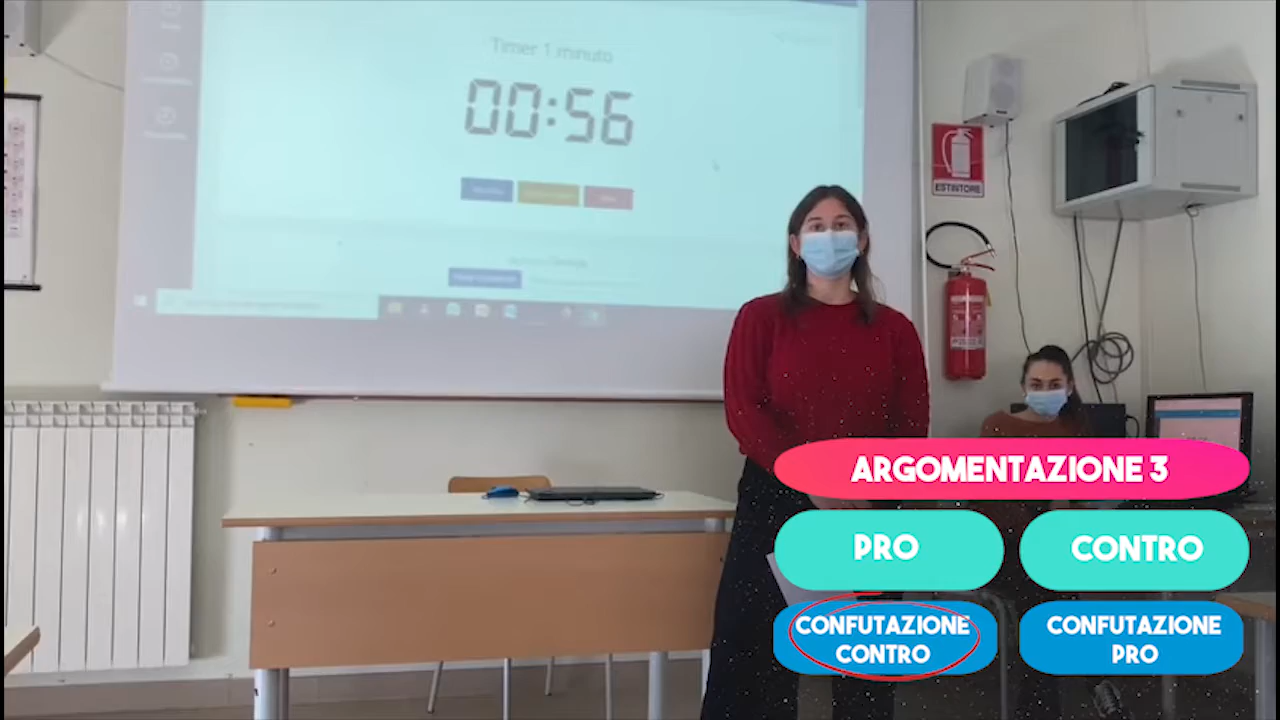 Timer 1 minuto
00:56
ESTINTORE
ARGOMENTAZIONE 3
PRO
CONTRO
CONFUTAZIONE
CONTRO
CONFUTAZIONE
PRO